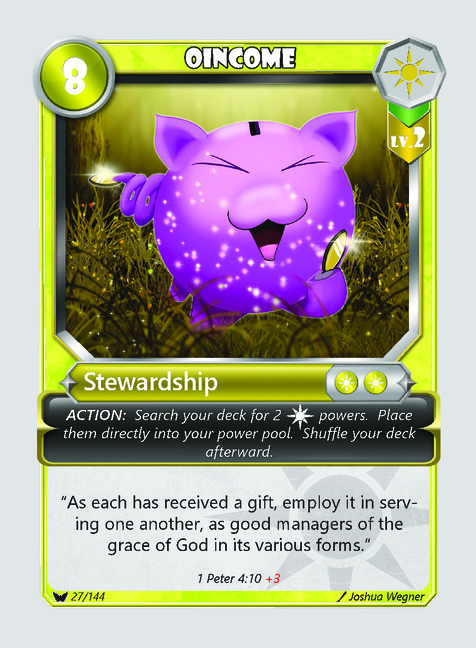 OINCOME
8
LV.2
Stewardship
ACTION: Search your deck for 2 powers. Place
them directly into your power pool. Shuffle your deck
afterward.
“As each has received a gift, employ it in serv-
ing one another, as good managers of the
grace of God in its various forms.”
1 Peter 4:10 +3
27/144
Joshua Wegner